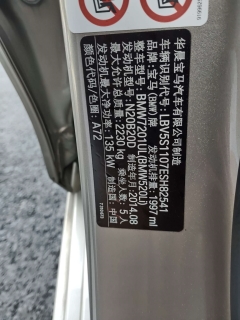 华晨宝马汽车有限公司制造
车辆识别代号: LBV5S1107ESH82541
品牌: 宝马 (BMW) 牌 发动机排量: 1997 ml
整车型号: BMW7201UL(BMW520Li)
发动机型号: N20B20D 制造年月: 2014.08
最大允许总质量: 2230 kg 乘坐人数: 5 人
发动机最大净功率: 135 kW 制造国: 中国
颜色代码/色圈: A72